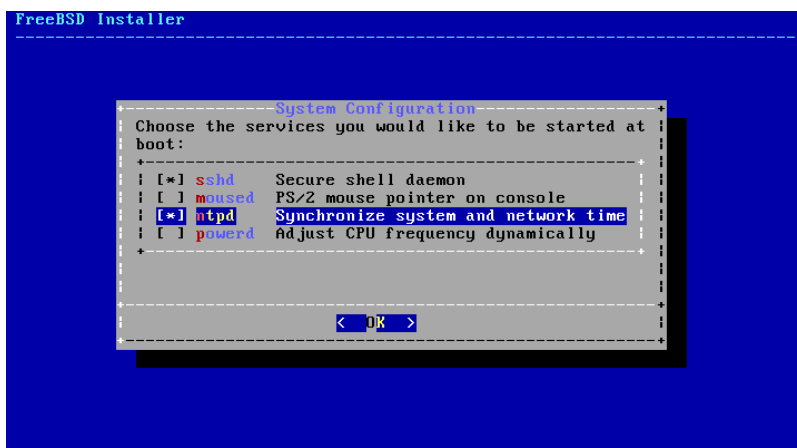 FreeBSD Installer
System Configuration
Choose the services you would like to be started at
boot:
[*] sshd Secure shell daemon
[ ] moused PS/2 mouse pointer on console
[*] ntpd Synchronize system and network time
[ ] powerd Adjust CPU frequency dynamically
< OK >